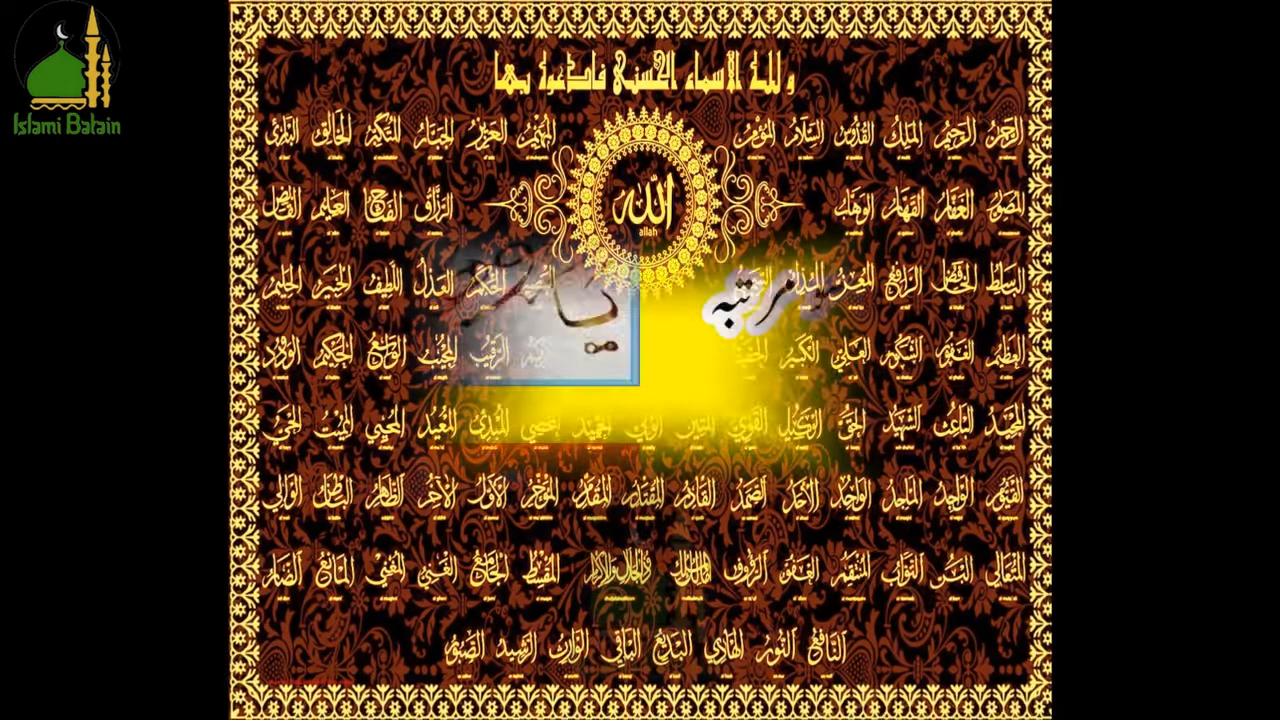 Islami Batain
و لله الأسماء الحسنى فادعوه بها
الرحمن الرحيم الملك القدوس السلام المؤمن المهيمن العزيز الجبار المتكبر الخالق البارئ
الله
allah
المصور الغفار القهار الوهاب الرزاق الفتاح العليم القابض
الباسط الخافض الرافع المعز المذل الحكم العدل اللطيف الخبير الحليم
مرتبہ
یا
العظيم الغفور الشكور العلي الكبير الرقيب المجيب الواسع الحكيم الودود
المجيد الباعث الشهيد الحق الوكيل القوي المتين الولي الحميد المحصي المبدئ المعيد المحيي المميت الحي
القيوم الواجد الماجد الواحد الأحد الصمد القادر المقتدر المقدم المؤخر الأول الآخر الظاهر الباطن الوالي
المتعالي البر التواب المنتقم العفو الرؤوف مالك الملك ذو الجلال والإكرام المقسط الجامع الغني المغني المانع الضار
النافع النور الهادي البديع الباقي الوارث الرشيد الصبور